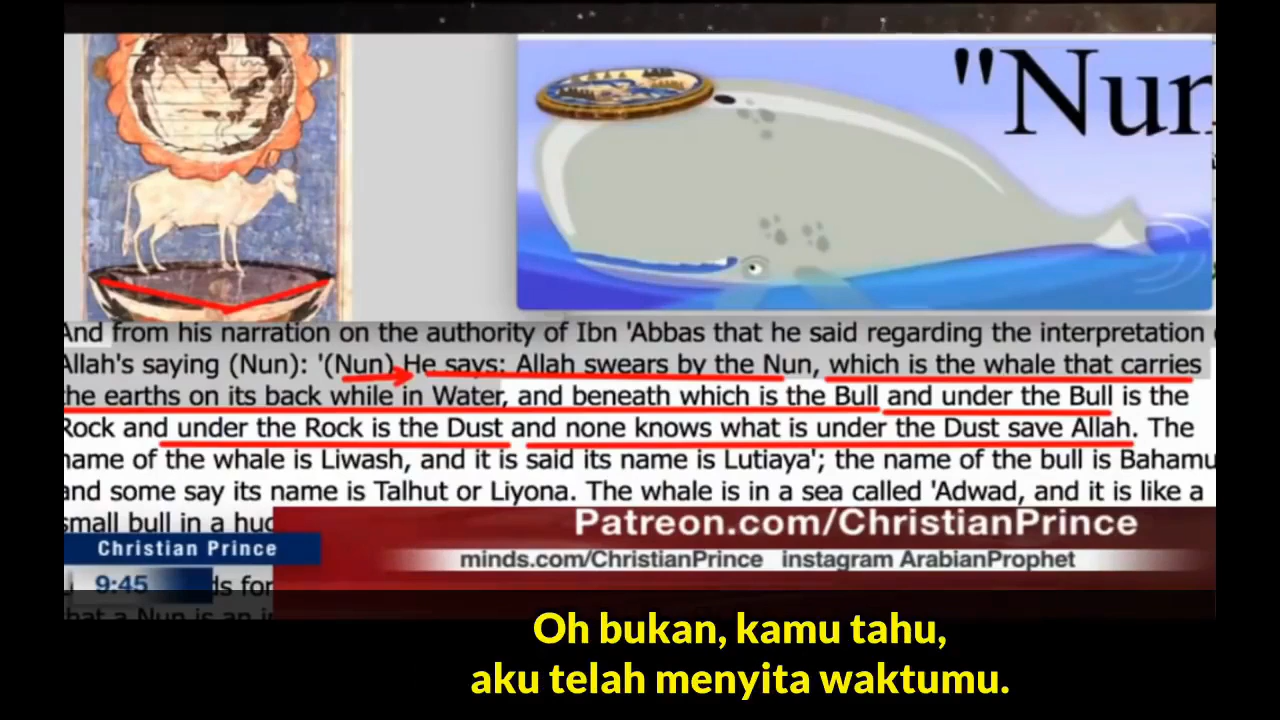 "Nun
And from his narration on the authority of Ibn 'Abbas that he said regarding the interpretation
Allah's saying (Nun): '(Nun) He says: Allah swears by the Nun, which is the whale that carries
the earths on its back while in Water, and beneath which is the Bull and under the Bull is the
Rock and under the Rock is the Dust and none knows what is under the Dust save Allah. The
name of the whale is Liwash, and it is said its name is Lutiaya'; the name of the bull is Bahamu
and some say its name is Talhut or Liyona. The whale is in a sea called 'Adwad, and it is like a
small bull in a hug
Patreon.com/ChristianPrince
Christian Prince
minds.com/ChristianPrince instagram ArabianProphet
9:45
ds for
that a Nun is an
Oh bukan, kamu tahu,
aku telah menyita waktumu.